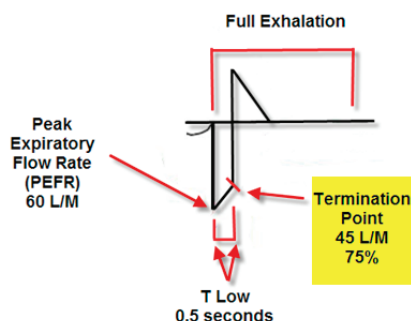 Full Exhalation
Peak
Expiratory
Flow Rate
(PEFR)
60 L/M
Termination
Point
45 L/M
75%
T Low
0.5 seconds